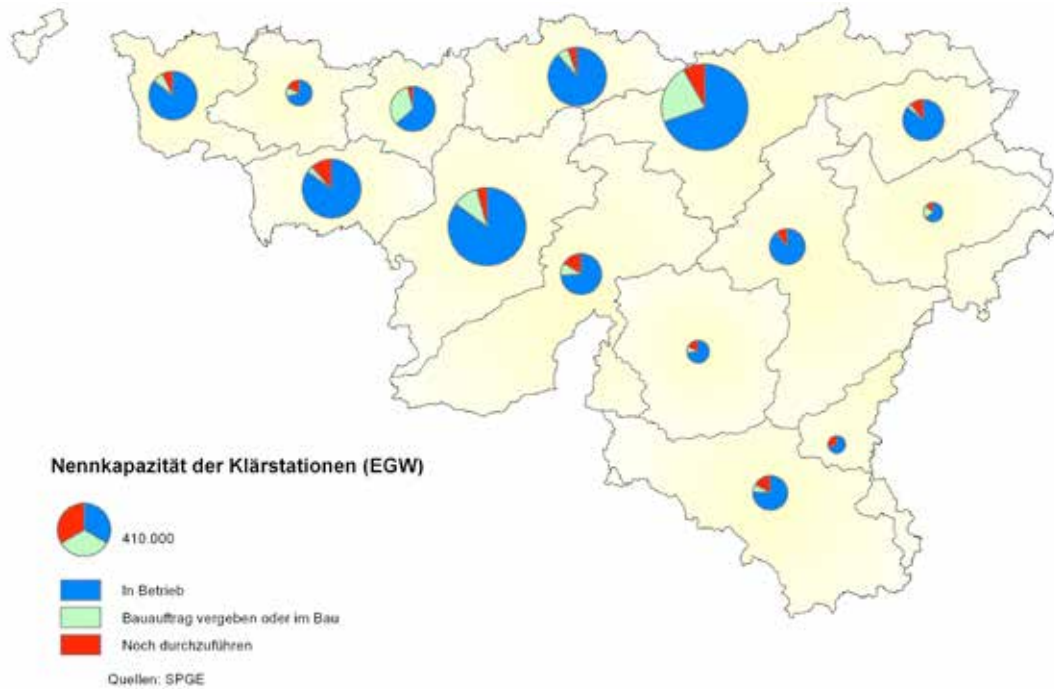 Nennkapazität der Klärstationen (EGW)
410.000
In Betrieb
Bauauftrag vergeben oder im Bau
Noch durchzuführen
Quellen: SPGE